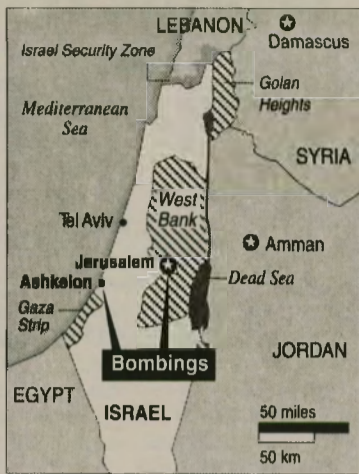 LEBANON
Damascus
Israel Security Zone
Golan
Heights
Mediterranean
Sea
SYRIA
West
Bank
Tel Aviv
Amman
Jerusalem
Dead Sea
Ashkelon
Gaza
Strip
Bombings
JORDAN
EGYPT
ISRAEL
50 miles
50 km